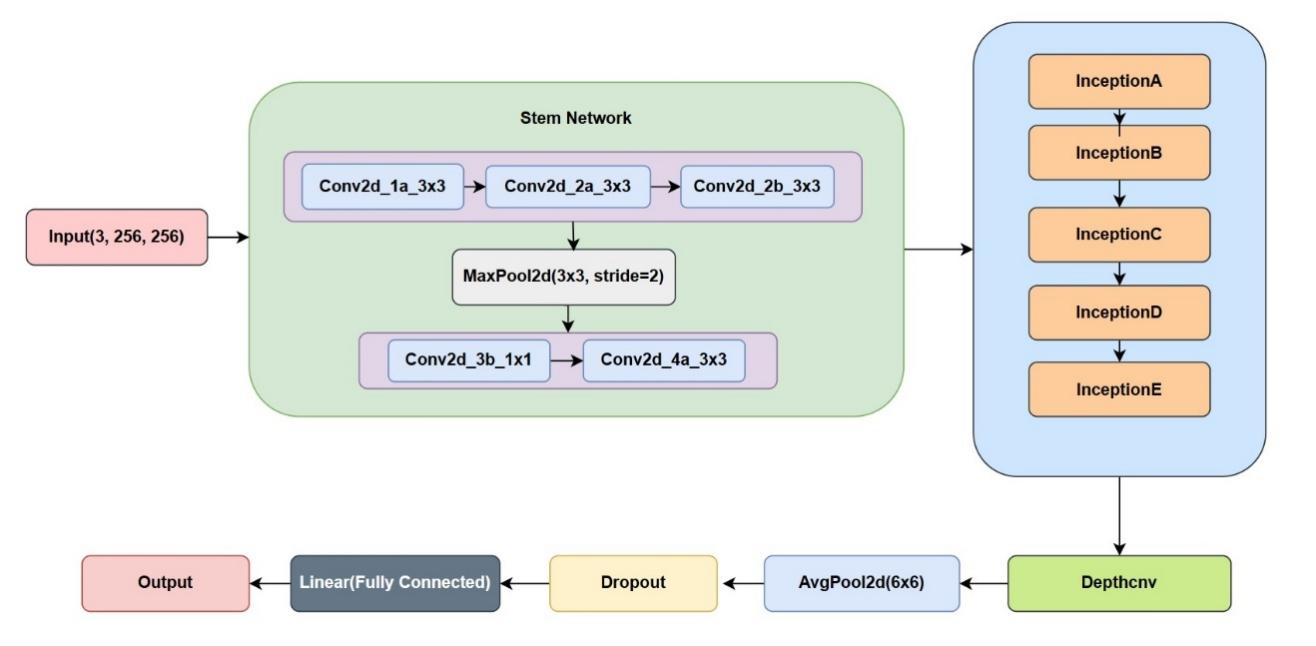 Input(3, 256, 256)
Stem Network
Conv2d_1a_3x3
Conv2d_2a_3x3
Conv2d_2b_3x3
MaxPool2d(3x3, stride=2)
Conv2d_3b_1x1
Conv2d_4a_3x3
InceptionA
InceptionB
InceptionC
InceptionD
InceptionE
Depthcnv
AvgPool2d(6x6)
Dropout
Linear(Fully Connected)
Output